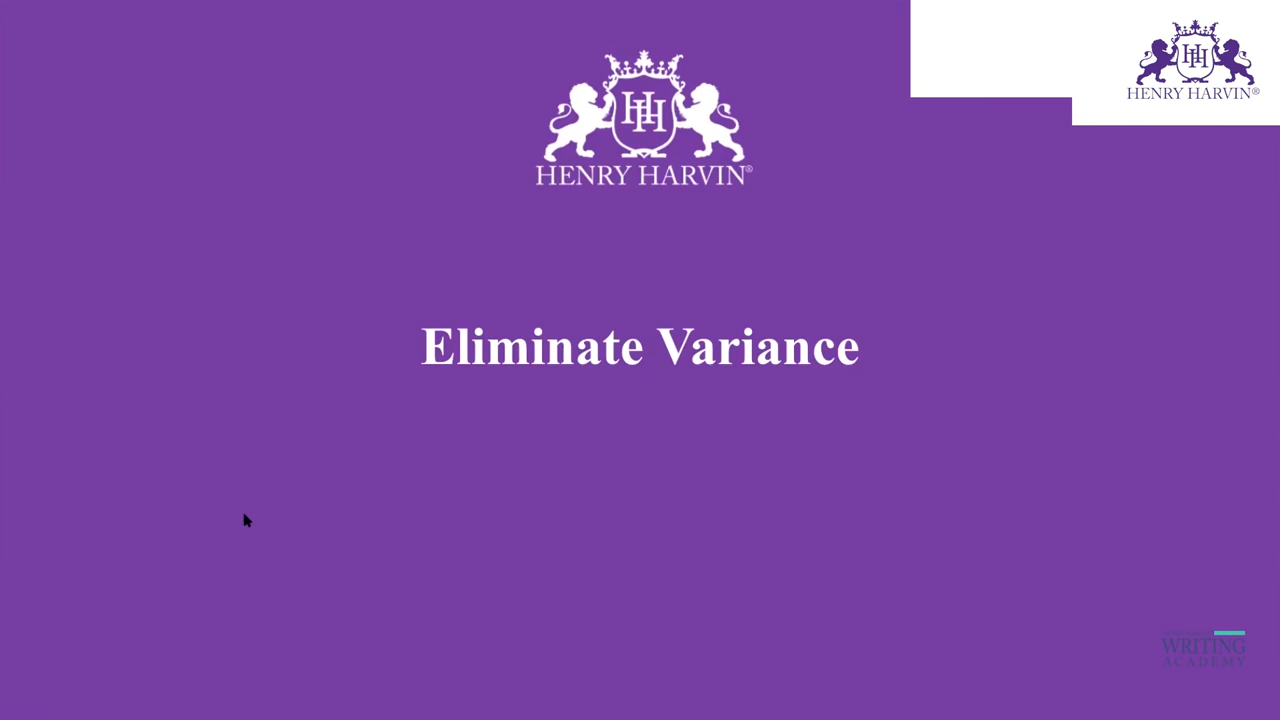 HENRY HARVIN®
HENRY HARVIN®
Eliminate Variance
WRITING
ACADEMY